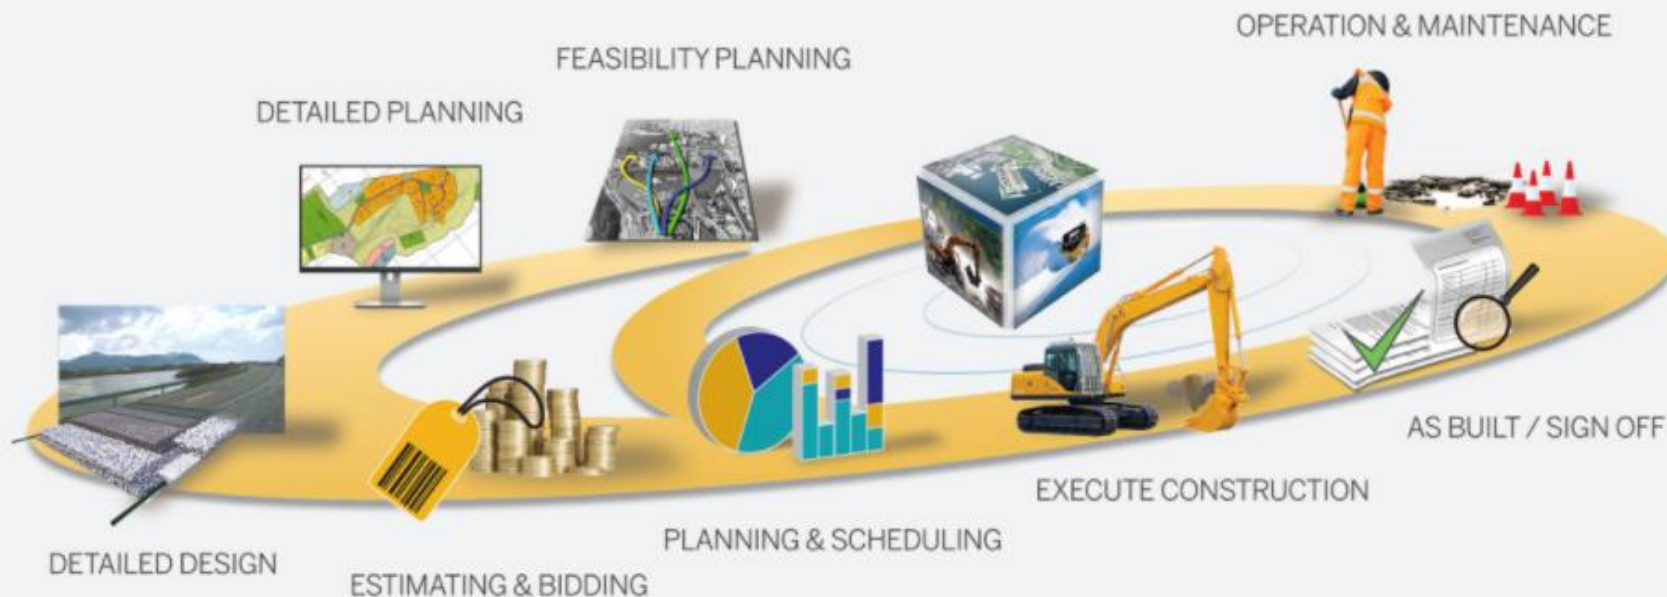 OPERATION & MAINTENANCE
FEASIBILITY PLANNING
DETAILED PLANNING
AS BUILT / SIGN OFF
EXECUTE CONSTRUCTION
PLANNING & SCHEDULING
DETAILED DESIGN
ESTIMATING & BIDDING